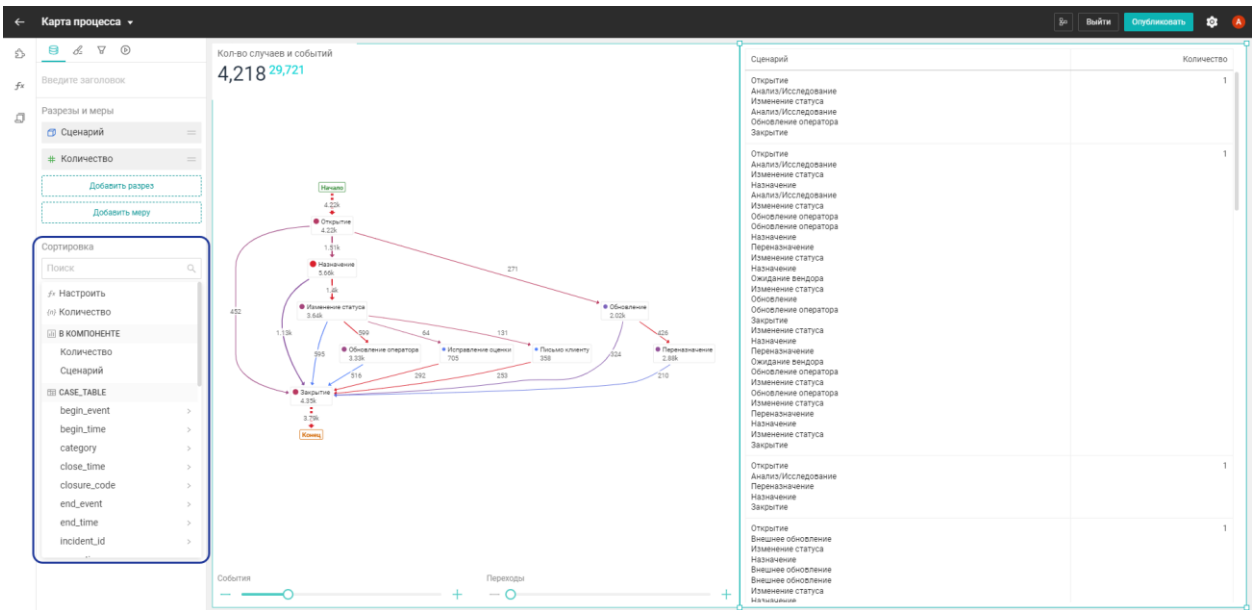 Карта процесса
Выйти
Опубликовать
A
Введите заголовок
Разрезы и меры
Сценарий
# Количество
Добавить разрез
Добавить меру
Сортировка
Поиск
fx Настроить
Количество
В КОМПОНЕНТЕ
Количество
Сценарий
CASE_TABLE
begin_event
begin_time
category
close_time
closure_code
end_event
end_time
incident_id
Кол-во случаев и событий
4,218 29,721
Начало
4.22k
Открытие
4.22k
1.51k
271
Назначение
5.66k
1.4k
452
Изменение статуса
3.64k
Обновление
2.02k
1.13k
599
64
131
426
595
Обновление оператора
3.33k
Исправление оценки
705
Письмо клиенту
358
324
Переназначение
2.88k
516
292
253
210
Закрытие
4.35k
3.79k
Конец
События
Переходы
Сценарий
Количество
Открытие
1
Анализ/Исследование
Изменение статуса
Анализ/Исследование
Обновление оператора
Закрытие
Открытие
1
Анализ/Исследование
Изменение статуса
Назначение
Анализ/Исследование
Изменение статуса
Обновление оператора
Обновление оператора
Назначение
Переназначение
Изменение статуса
Назначение
Ожидание вендора
Изменение статуса
Обновление
Обновление оператора
Закрытие
Изменение статуса
Назначение
Переназначение
Ожидание вендора
Обновление оператора
Изменение статуса
Обновление оператора
Изменение статуса
Переназначение
Назначение
Изменение статуса
Закрытие
Открытие
1
Анализ/Исследование
Переназначение
Назначение
Закрытие
Открытие
1
Внешнее обновление
Изменение статуса
Назначение
Внешнее обновление
Внешнее обновление
Изменение статуса
Назначение